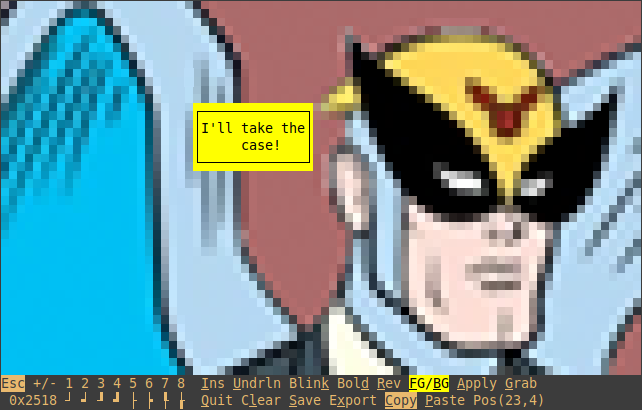 I'll take the
case!
Esc +/- 1 2 3 4 5 6 7 8 Ins Undrln Blink Bold Rev FG/BG Apply Grab
0x2518 ┘ ┙ ┚ ┛ ├ ┝ ┞ ┟ Quit Clear Save Export Copy Paste Pos(23,4)